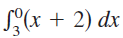 ∫₃⁰(x + 2) dx